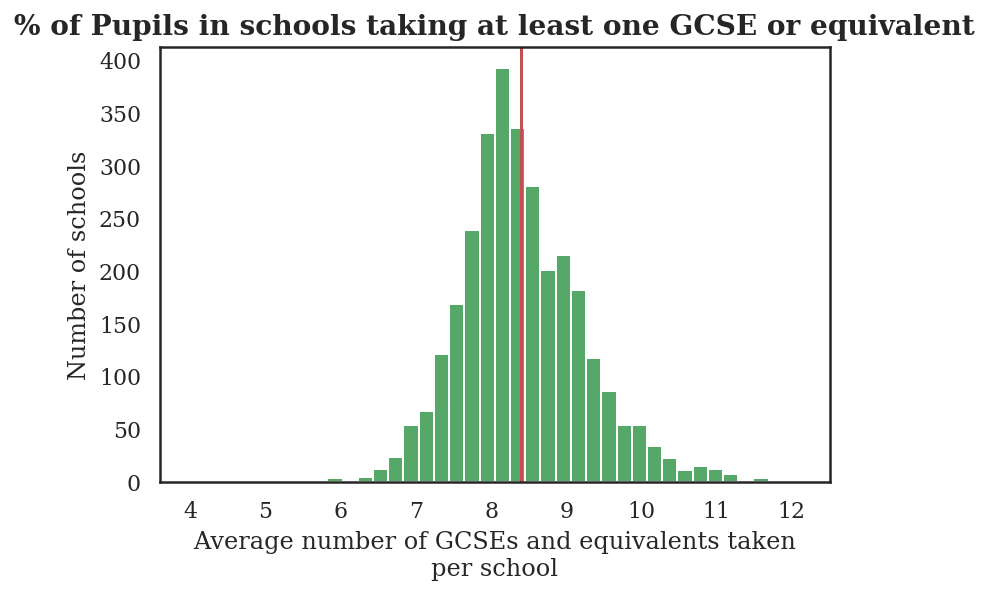 % of Pupils in schools taking at least one GCSE or equivalent
400
350
300
250
200
150
100
50
0
Number of schools
4 5 6 7 8 9 10 11 12
Average number of GCSEs and equivalents taken
per school